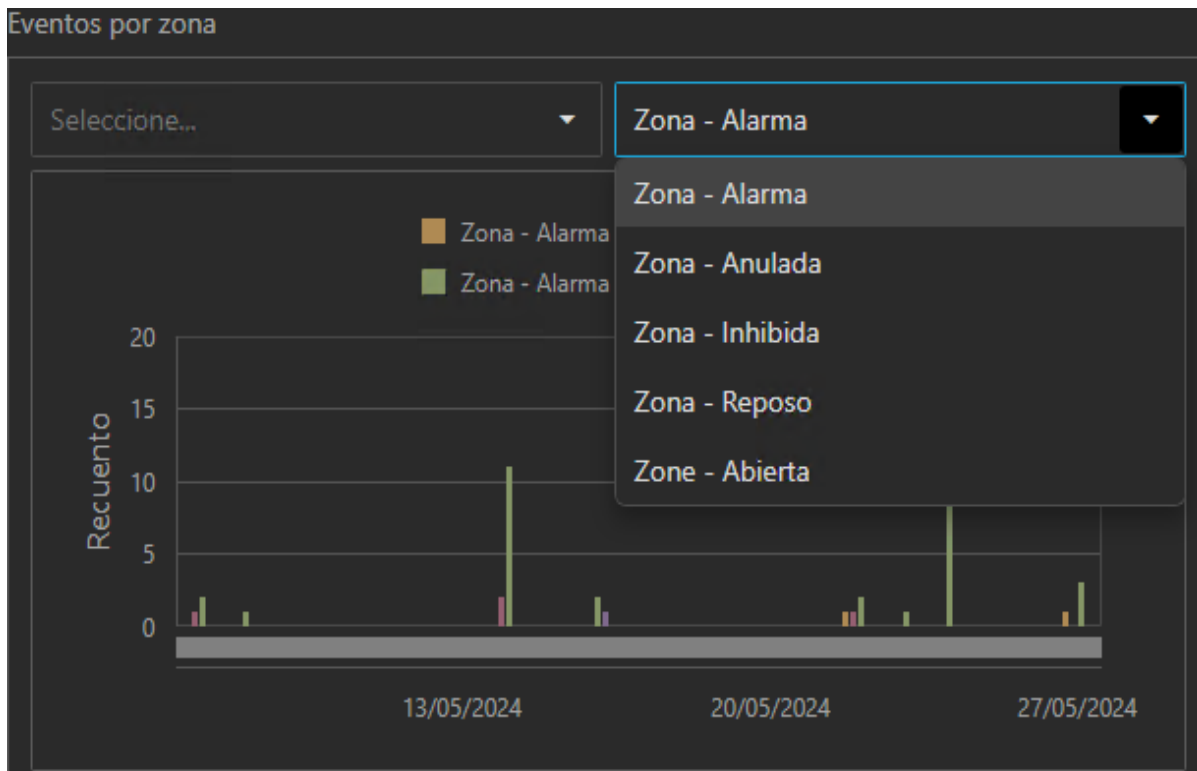 Eventos por zona
Seleccione...
Zona - Alarma
Zona - Alarma
Zona - Anulada
Zona - Inhibida
Zona - Reposo
Zone - Abierta
Zona - Alarma
Zona - Alarma
Recuento
20
15
10
5
0
13/05/2024
20/05/2024
27/05/2024